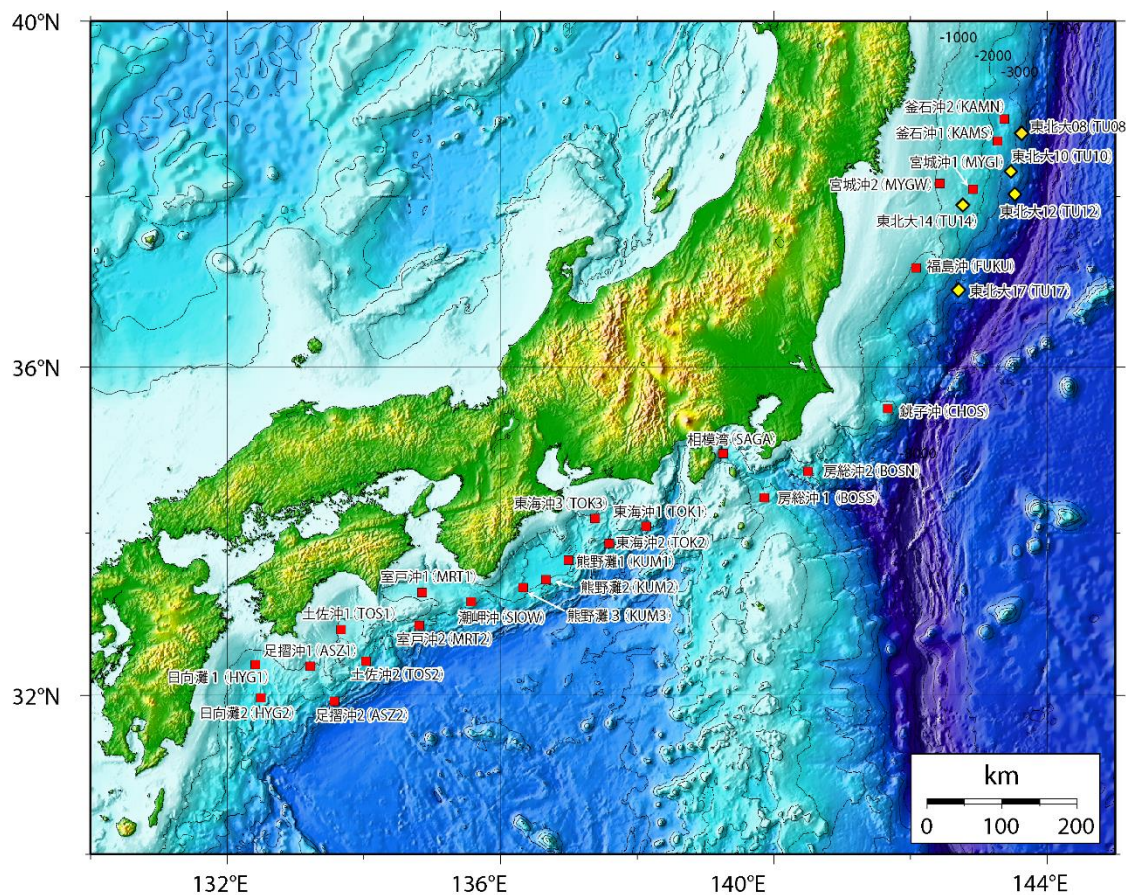 40°N
-1000
-2000
-3000
釜石沖2 (KAMN)
東北大08 (TU08
釜石沖1 (KAMS)
宮城沖1 (MYGI)
東北大10 (TU10)
宮城沖2 (MYGW)
東北大12 (TU12)
東北大14 (TU14)
福島沖 (FUKU)
東北大17 (TU17)
36°N
銚子沖 (CHOS)
相模湾 (SAGA)
房総沖2 (BOSN)
房総沖1 (BOSS)
東海沖3 (TOK3)
東海沖1 (TOK1)
東海沖2 (TOK2)
熊野灘1 (KUM1)
室戸沖1 (MRT1)
熊野灘2 (KUM2)
土佐沖1 (TOS1)
潮岬沖 (SIOW)
熊野灘3 (KUM3)
室戸沖2 (MRT2)
足摺沖1 (ASZ1)
日向灘1 (HYG1)
土佐沖2 (TOS2)
32°N
日向灘2 (HYG2)
足摺沖2 (ASZ2)
km
0 100 200
132°E
136°E
140°E
144°E